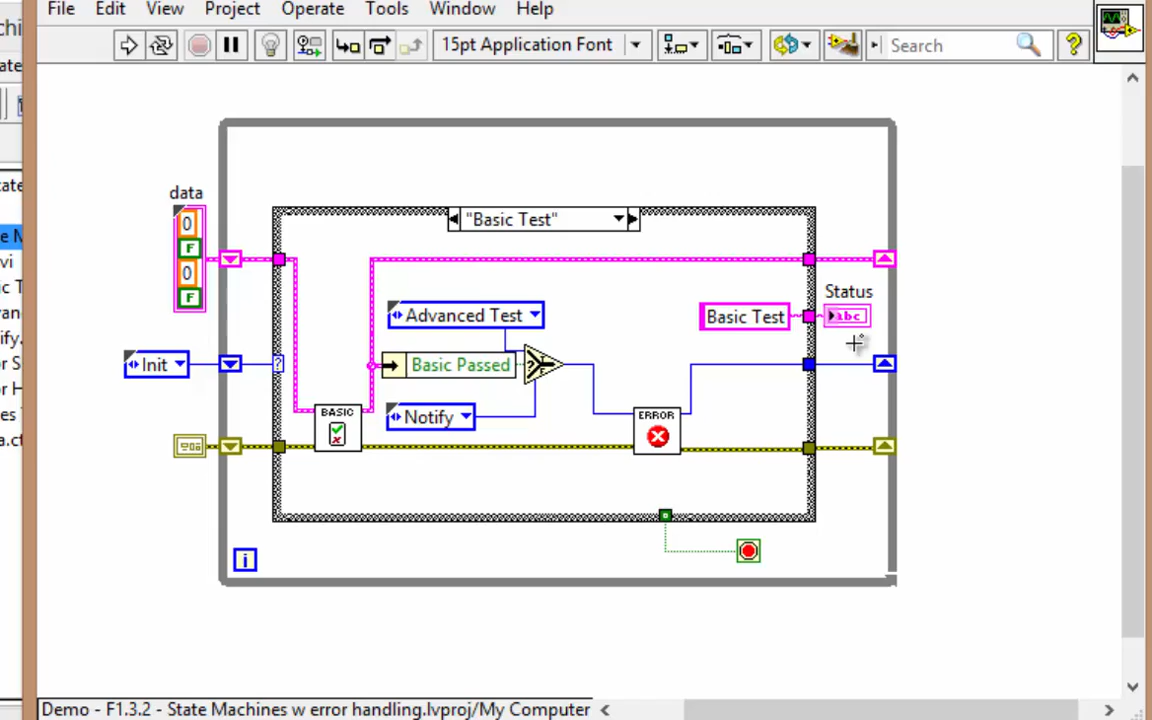 File Edit View Project Operate Tools Window Help
15pt Application Font Search ?
data
0
F
0
F
"Basic Test"
Status
abc
Basic Test
Advanced Test
Init
?
Basic Passed
?
BASIC
Notify
ERROR
i
Demo - F1.3.2 - State Machines w error handling.lvproj/My Computer